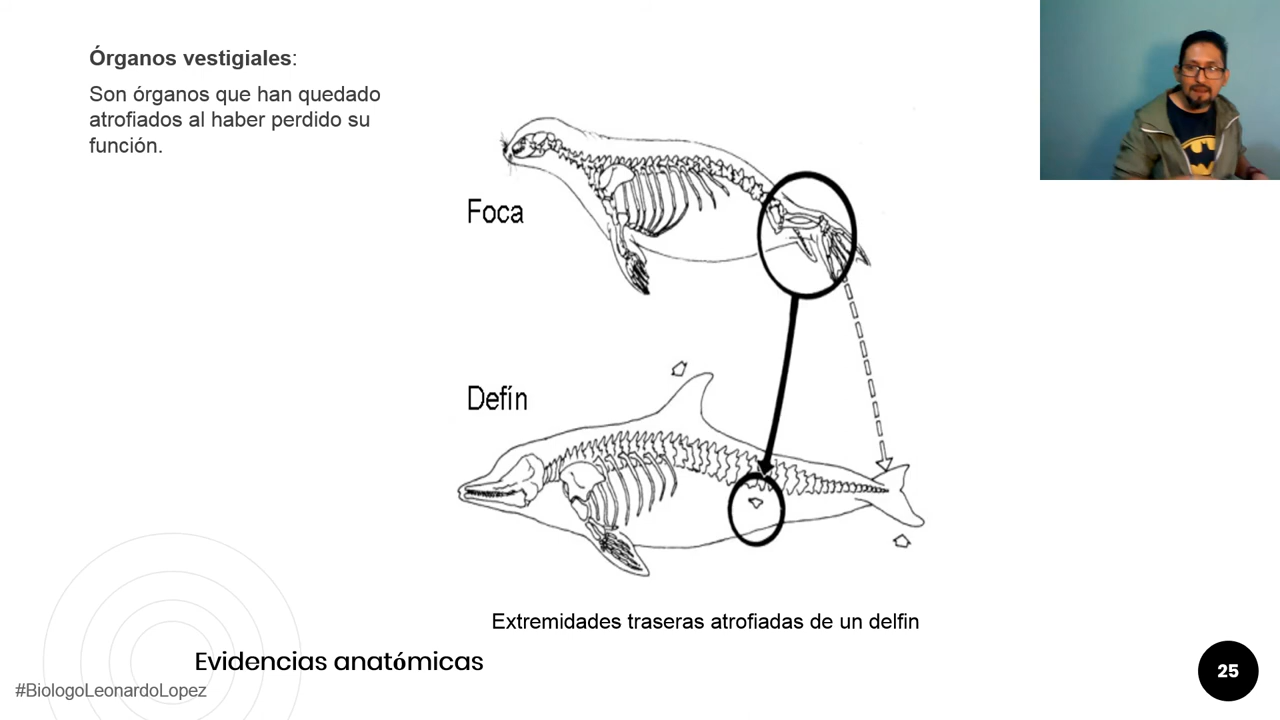 Órganos vestigiales:
Son órganos que han quedado
atrofiados al haber perdido su
función.
Foca
Defín
Extremidades traseras atrofiadas de un delfin
Evidencias anatómicas
#BiologoLeonardoLopez
25